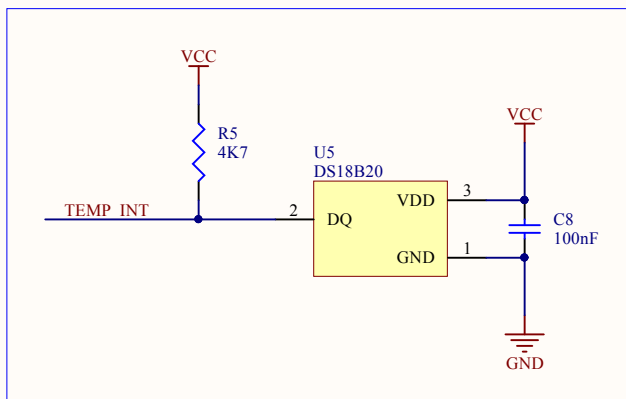 VCC
R5
4K7
TEMP_INT
U5
DS18B20
2
DQ
VDD
3
GND
1
VCC
C8
100nF
GND